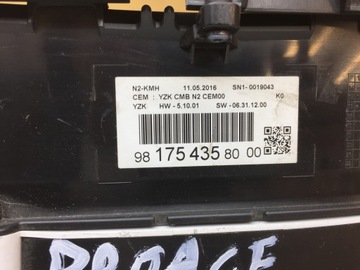 N2-KMH 11.05.2016 SN1-0019043
CEM : YZK CMB N2 CEM00 K0
YZK HW - 5.10.01 SW - 06.31.12.00
98 175 435 80 00